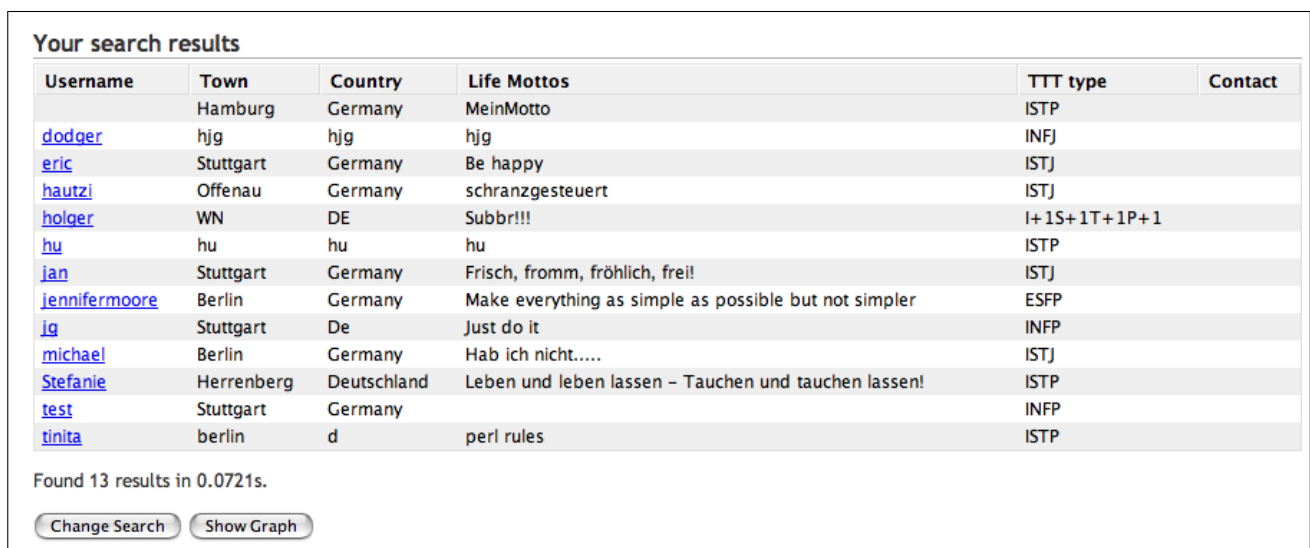 Your search results
Username Town Country Life Mottos TTT type Contact
Hamburg Germany MeinMotto ISTP
dodger hjg hjg hjg INFJ
eric Stuttgart Germany Be happy ISTJ
hautzi Offenau Germany schranzgesteuert ISTJ
holger WN DE Subbr!!! I+1S+1T+1P+1
hu hu hu hu ISTP
jan Stuttgart Germany Frisch, fromm, fröhlich, frei! ISTJ
jennifermoore Berlin Germany Make everything as simple as possible but not simpler ESFP
jg Stuttgart De Just do it INFP
michael Berlin Germany Hab ich nicht..... ISTJ
Stefanie Herrenberg Deutschland Leben und leben lassen – Tauchen und tauchen lassen! ISTP
test Stuttgart Germany INFP
tinita berlin d perl rules ISTP
Found 13 results in 0.0721s.
Change Search Show Graph